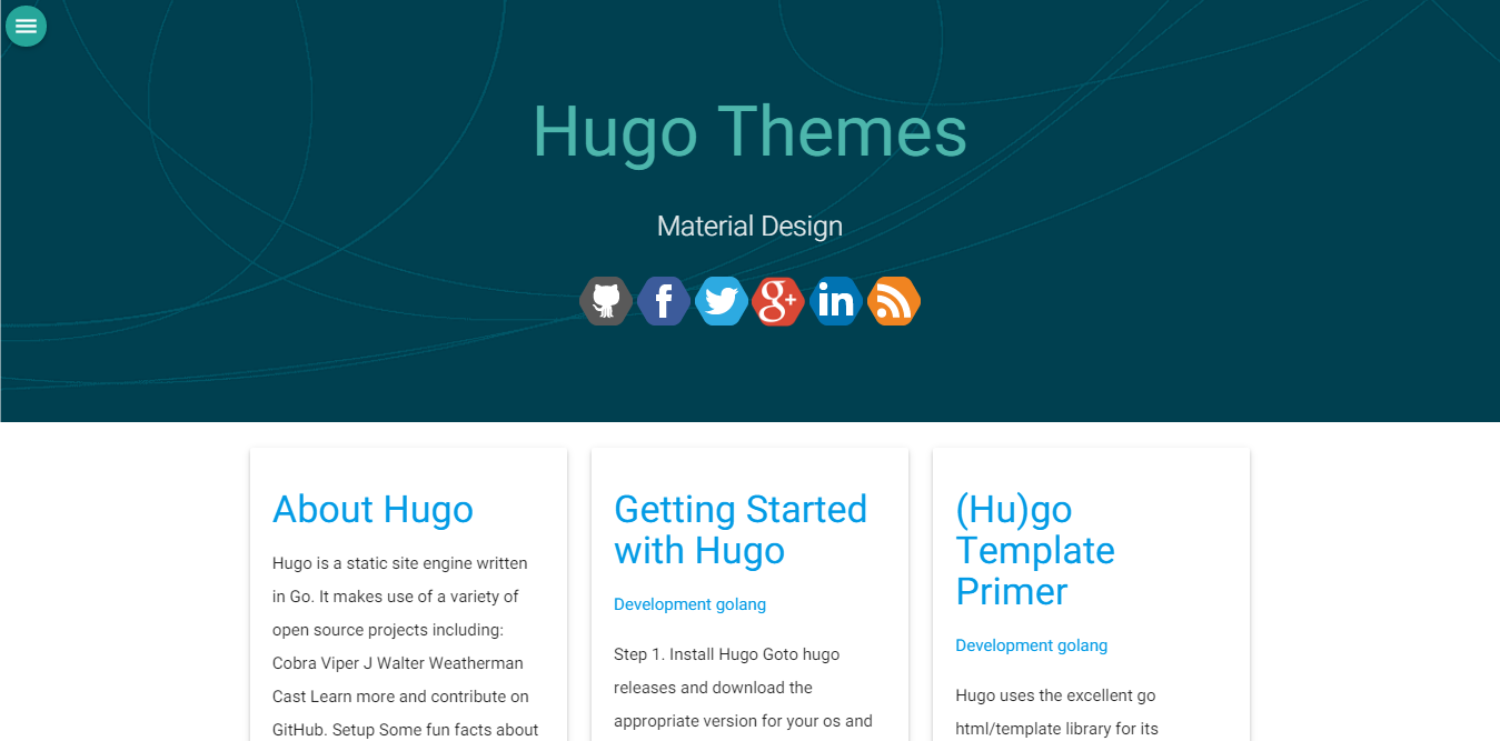 Hugo Themes
Material Design
f
g+
in
About Hugo
Hugo is a static site engine written
in Go. It makes use of a variety of
open source projects including:
Cobra Viper J Walter Weatherman
Cast Learn more and contribute on
GitHub. Setup Some fun facts about
Getting Started
with Hugo
Development golang
Step 1. Install Hugo Goto hugo
releases and download the
appropriate version for your os and
(Hu)go
Template
Primer
Development golang
Hugo uses the excellent go
html/template library for its